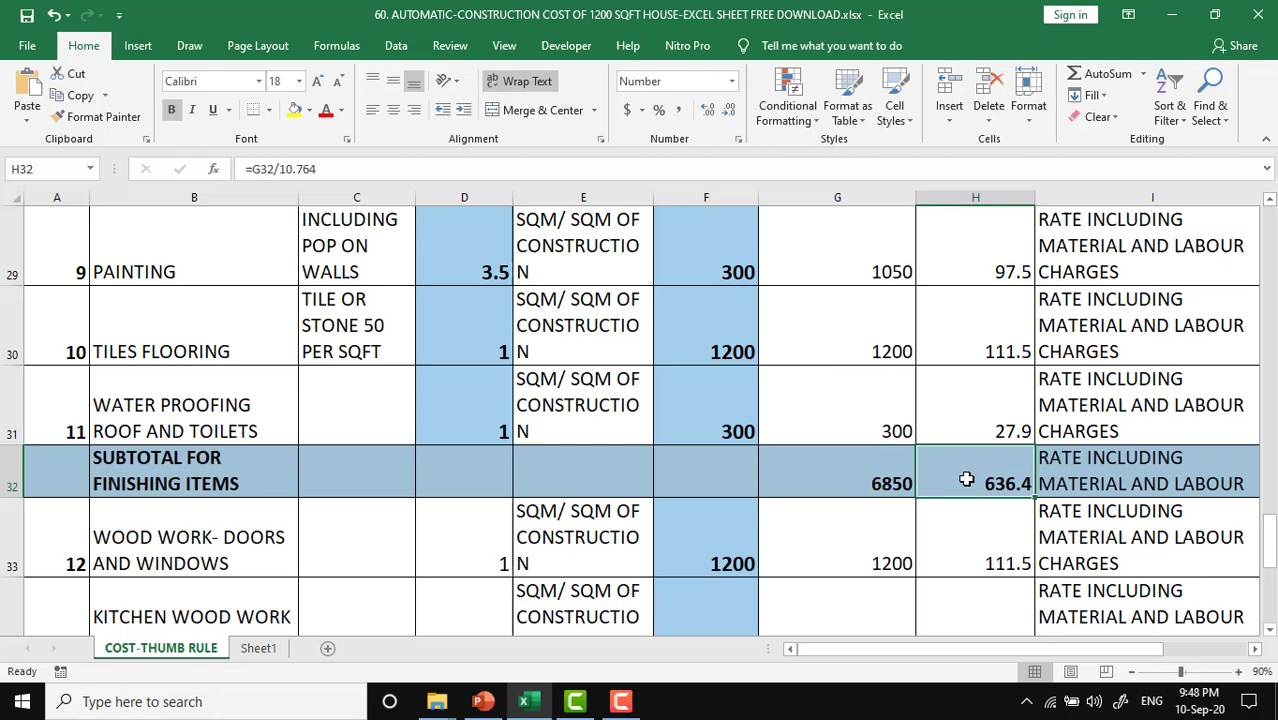 60. AUTOMATIC-CONSTRUCTION COST OF 1200 SQFT HOUSE-EXCEL SHEET FREE DOWNLOAD.xlsx - Excel
Sign in
File Home Insert Draw Page Layout Formulas Data Review View Developer Help Nitro Pro Tell me what you want to do Share
Paste
Cut
Copy
Format Painter
Clipboard
Calibri 18
B I U
Font
Wrap Text
Merge & Center
Alignment
Number
$ % ,
Number
Conditional Formatting
Format as Table
Cell Styles
Styles
Insert Delete Format
Cells
AutoSum
Fill
Clear
Sort & Filter
Find & Select
Editing
H32 fx =G32/10.764
A B C D E F G H I
29 9 PAINTING
INCLUDING
POP ON
WALLS
3.5
SQM/ SQM OF
CONSTRUCTIO
N
300 1050 97.5
RATE INCLUDING
MATERIAL AND LABOUR
CHARGES
30 10 TILES FLOORING
TILE OR
STONE 50
PER SQFT
1
SQM/ SQM OF
CONSTRUCTIO
N
1200 1200 111.5
RATE INCLUDING
MATERIAL AND LABOUR
CHARGES
31 11
WATER PROOFING
ROOF AND TOILETS
1
SQM/ SQM OF
CONSTRUCTIO
N
300 300 27.9
RATE INCLUDING
MATERIAL AND LABOUR
CHARGES
32
SUBTOTAL FOR
FINISHING ITEMS
6850 636.4
RATE INCLUDING
MATERIAL AND LABOUR
33 12
WOOD WORK- DOORS
AND WINDOWS
1
SQM/ SQM OF
CONSTRUCTIO
N
1200 1200 111.5
RATE INCLUDING
MATERIAL AND LABOUR
CHARGES
KITCHEN WOOD WORK
SQM/ SQM OF
CONSTRUCTIO
RATE INCLUDING
MATERIAL AND LABOUR
COST-THUMB RULE Sheet1
Ready 90%
Type here to search
ENG
9:48 PM
10-Sep-20